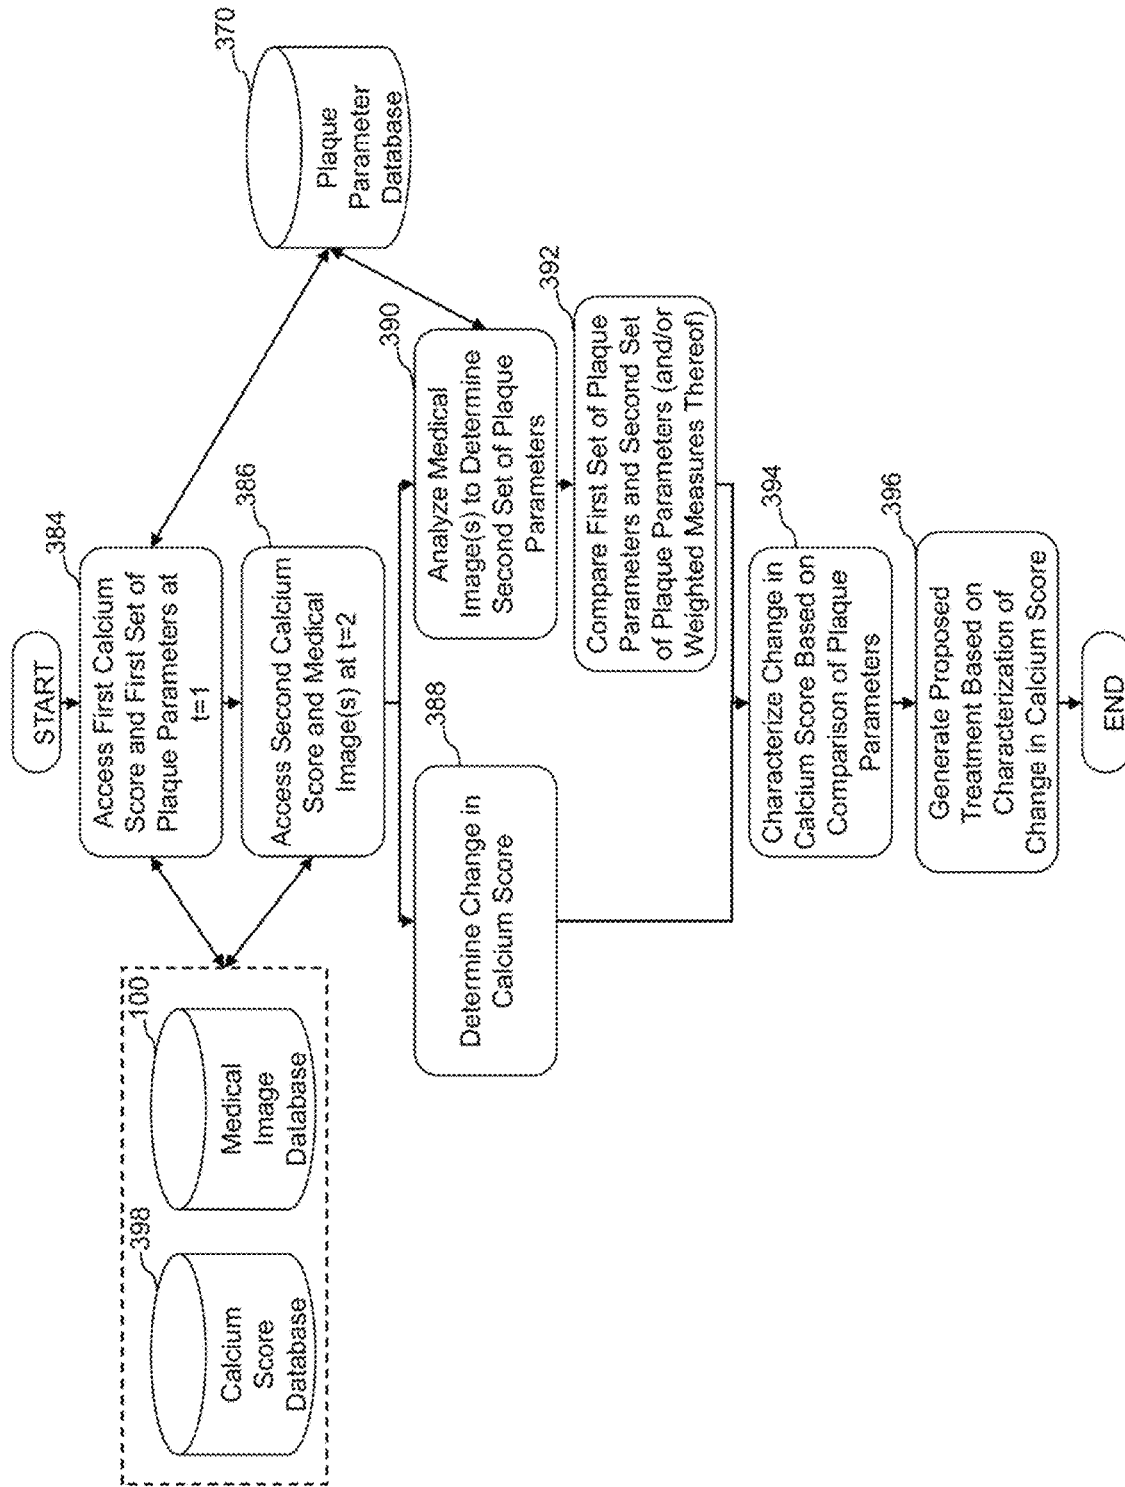 START
384
Access First Calcium
Score and First Set of
Plaque Parameters at
t=1
386
Access Second Calcium
Score and Medical
Image(s) at t=2
398
Calcium
Score
Database
100
Medical
Image
Database
370
Plaque
Parameter
Database
388
Determine Change in
Calcium Score
390
Analyze Medical
Image(s) to Determine
Second Set of Plaque
Parameters
392
Compare First Set of Plaque
Parameters and Second Set
of Plaque Parameters (and/or
Weighted Measures Thereof)
394
Characterize Change in
Calcium Score Based on
Comparison of Plaque
Parameters
396
Generate Proposed
Treatment Based on
Characterization of
Change in Calcium Score
END